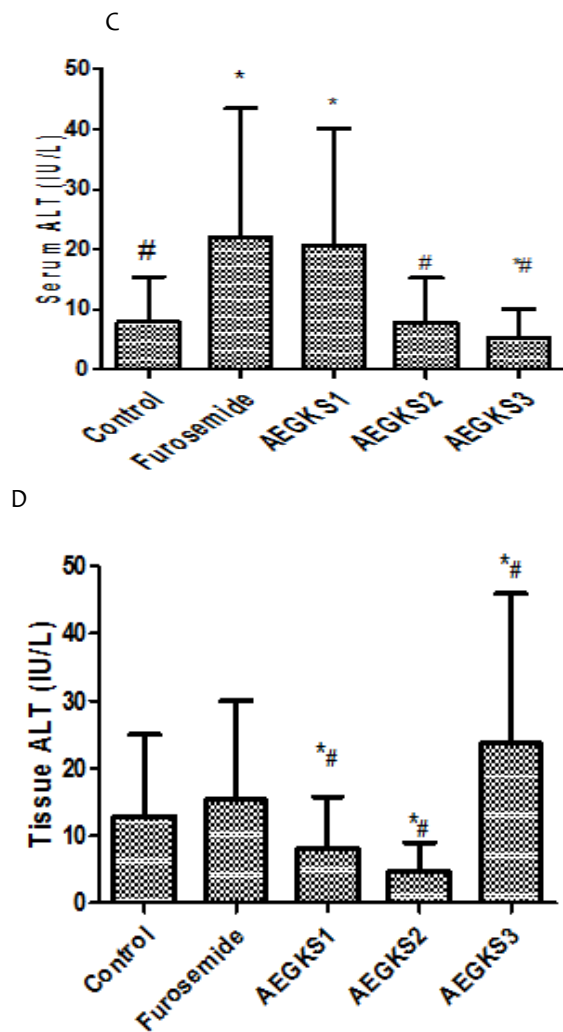 C
Serum ALT (IU/L)
50
40
30
20
10
0
#
*
*
#
*#
Control
Furosemide
AEGKS1
AEGKS2
AEGKS3
D
Tissue ALT (IU/L)
50
40
30
20
10
0
*#
*#
*#
Control
Furosemide
AEGKS1
AEGKS2
AEGKS3